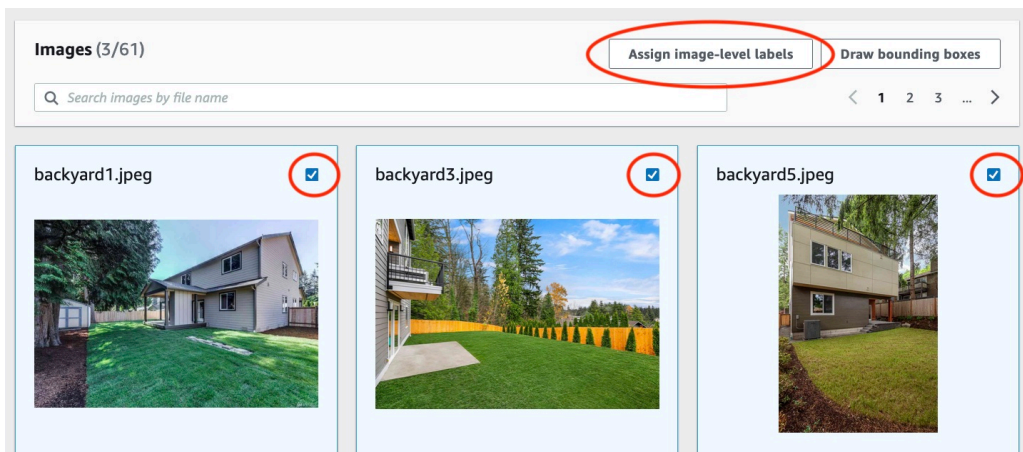 Images (3/61)
Assign image-level labels
Draw bounding boxes
Search images by file name
1 2 3 ...
backyard1.jpeg
backyard3.jpeg
backyard5.jpeg